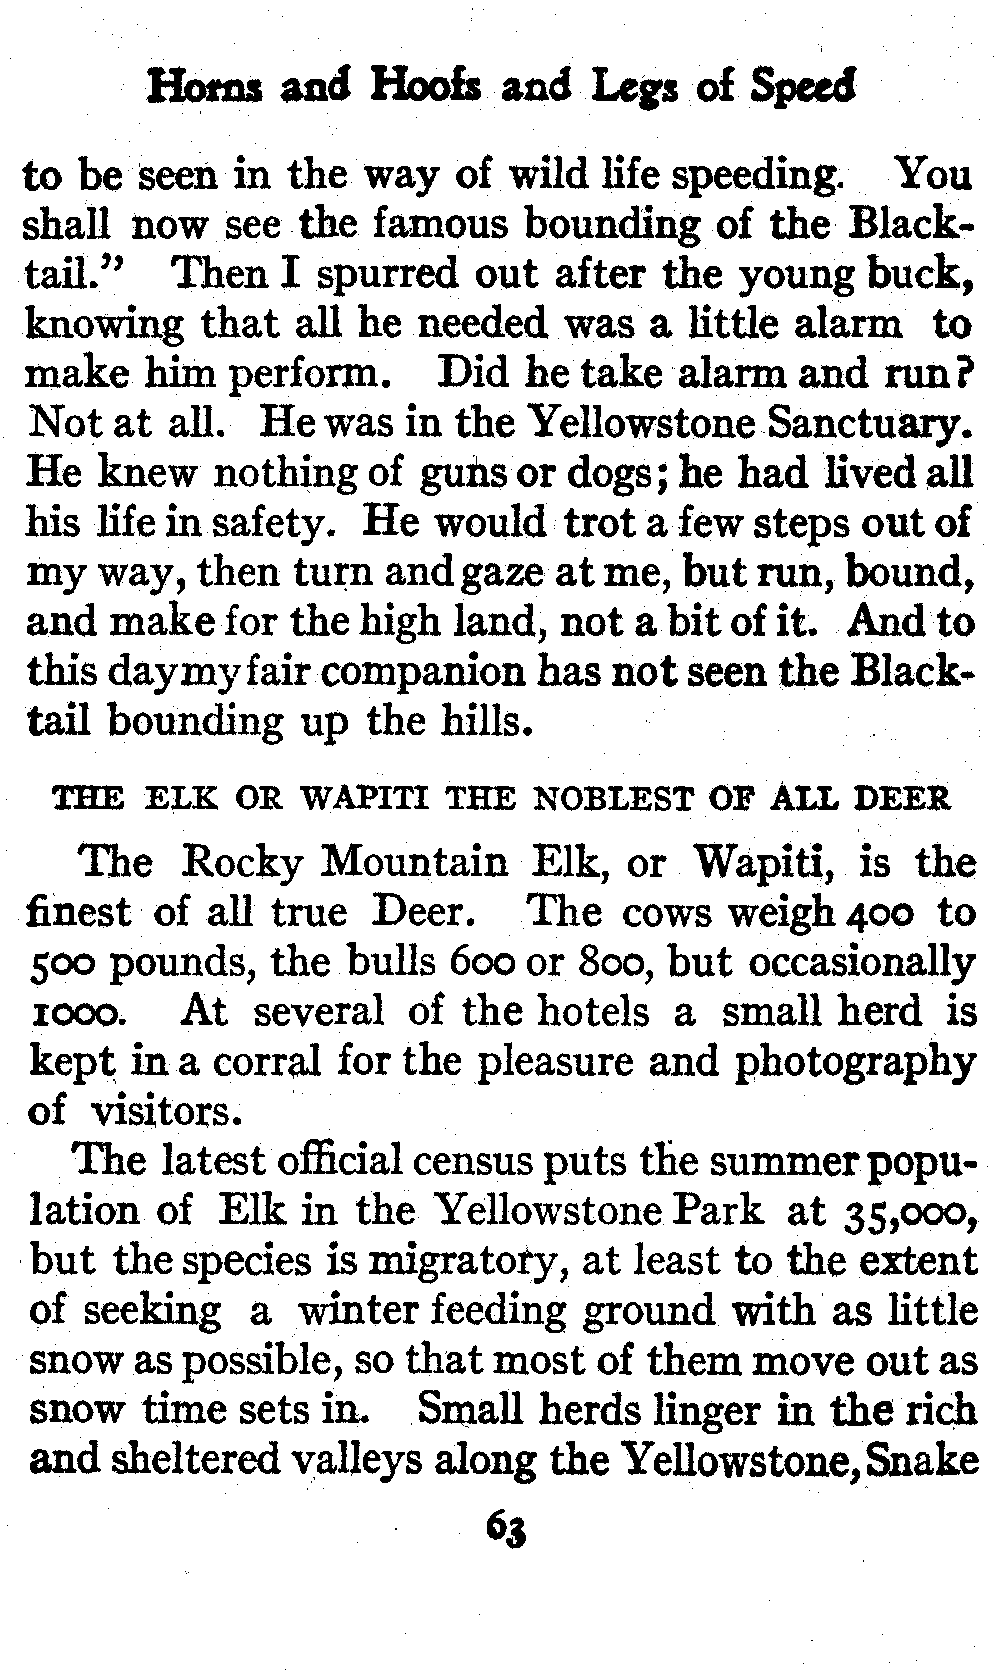 Horns and Hoofs and Legs of Speed
to be seen in the way of wild life speeding. You
shall now see the famous bounding of the Black-
tail.” Then I spurred out after the young buck,
knowing that all he needed was a little alarm to
make him perform. Did he take alarm and run?
Not at all. He was in the Yellowstone Sanctuary.
He knew nothing of guns or dogs; he had lived all
his life in safety. He would trot a few steps out of
my way, then turn and gaze at me, but run, bound,
and make for the high land, not a bit of it. And to
this day my fair companion has not seen the Black-
tail bounding up the hills.
THE ELK OR WAPITI THE NOBLEST OF ALL DEER
The Rocky Mountain Elk, or Wapiti, is the
finest of all true Deer. The cows weigh 400 to
500 pounds, the bulls 600 or 800, but occasionally
1000. At several of the hotels a small herd is
kept in a corral for the pleasure and photography
of visitors.
The latest official census puts the summer popu-
lation of Elk in the Yellowstone Park at 35,000,
but the species is migratory, at least to the extent
of seeking a winter feeding ground with as little
snow as possible, so that most of them move out as
snow time sets in. Small herds linger in the rich
and sheltered valleys along the Yellowstone, Snake
63